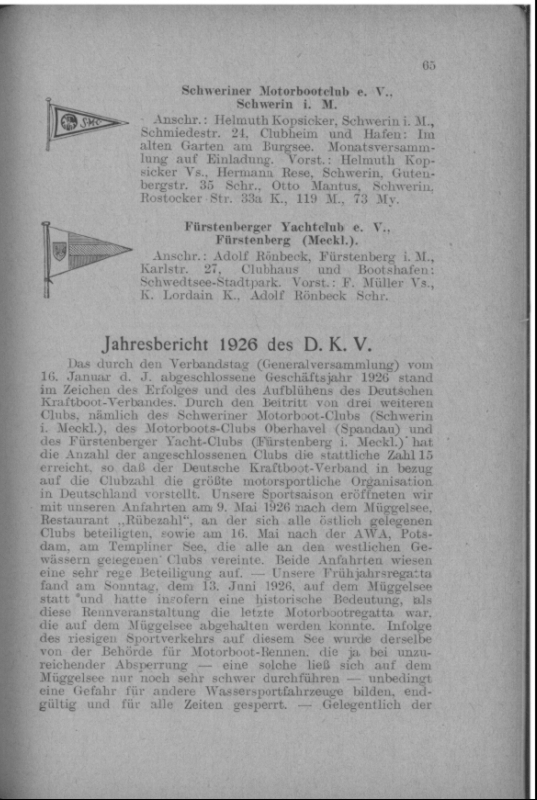 65
Schweriner Motorbootclub e. V.,
Schwerin i. M.
Anschr.: Helmuth Kopsicker, Schwerin i. M.,
Schmiedestr. 24, Clubheim und Hafen: Im
alten Garten am Burgsee. Monatsversamm-
lung auf Einladung. Vorst.: Helmuth Kop-
sicker Vs., Hermann Rese, Schwerin, Guten-
bergstr. 35 Schr., Otto Mantus, Schwerin,
Rostocker Str. 33a K., 119 M., 73 My.
S.M.C.
Fürstenberger Yachtclub e. V.,
Fürstenberg (Meckl.).
Anschr.: Adolf Rönbeck, Fürstenberg i. M.,
Karlstr. 27, Clubhaus und Bootshafen:
Schwedtsee-Stadtpark. Vorst.: F. Müller Vs.,
K. Lordain K., Adolf Rönbeck Schr.
Jahresbericht 1926 des D. K. V.
Das durch den Verbandstag (Generalversammlung) vom
16. Januar d. J. abgeschlossene Geschäftsjahr 1926 stand
im Zeichen des Erfolges und des Aufblühens des Deutschen
Kraftboot-Verbandes. Durch den Beitritt von drei weiteren
Clubs, nämlich des Schweriner Motorboot-Clubs (Schwerin
i. Meckl.), des Motorboots-Clubs Oberhavel (Spandau) und
des Fürstenberger Yacht-Clubs (Fürstenberg i. Meckl.) hat
die Anzahl der angeschlossenen Clubs die stattliche Zahl 15
erreicht, so daß der Deutsche Kraftboot-Verband in bezug
auf die Clubzahl die größte motorsportliche Organisation
in Deutschland vorstellt. Unsere Sportsaison eröffneten wir
mit unseren Anfahrten am 9. Mai 1926 nach dem Müggelsee,
Restaurant „Rübezahl“, an der sich alle östlich gelegenen
Clubs beteiligten, sowie am 16. Mai nach der AWA, Pots-
dam, am Templiner See, die alle an den westlichen Ge-
wässern gelegenen Clubs vereinte. Beide Anfahrten wiesen
eine sehr rege Beteiligung auf. — Unsere Frühjahrsregatta
fand am Sonntag, dem 13. Juni 1926, auf dem Müggelsee
statt und hatte insofern eine historische Bedeutung, als
diese Rennveranstaltung die letzte Motorbootregatta war,
die auf dem Müggelsee abgehalten werden konnte. Infolge
des riesigen Sportverkehrs auf diesem See wurde derselbe
von der Behörde für Motorboot-Rennen, die ja bei unzu-
reichender Absperrung — eine solche ließ sich auf dem
Müggelsee nur noch sehr schwer durchführen — unbedingt
eine Gefahr für andere Wassersportfahrzeuge bilden, end-
gültig und für alle Zeiten gesperrt. — Gelegentlich der